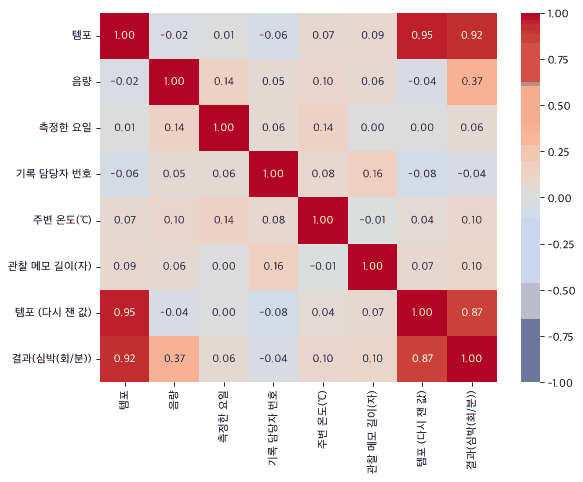 템포 1.00 −0.02 0.01 −0.06 0.07 0.09 0.95 0.92
음량 −0.02 1.00 0.14 0.05 0.10 0.06 −0.04 0.37
측정한 요일 0.01 0.14 1.00 0.06 0.14 0.00 0.00 0.06
기록 담당자 번호 −0.06 0.05 0.06 1.00 0.08 0.16 −0.08 −0.04
주변 온도(℃) 0.07 0.10 0.14 0.08 1.00 −0.01 0.04 0.10
관찰 메모 길이(자) 0.09 0.06 0.00 0.16 −0.01 1.00 0.07 0.10
템포 (다시 잰 값) 0.95 −0.04 0.00 −0.08 0.04 0.07 1.00 0.87
결과(심박(회/분)) 0.92 0.37 0.06 −0.04 0.10 0.10 0.87 1.00
템포
음량
측정한 요일
기록 담당자 번호
주변 온도(℃)
관찰 메모 길이(자)
템포 (다시 잰 값)
결과(심박(회/분))
1.00
0.75
0.50
0.25
0.00
−0.25
−0.50
−0.75
−1.00